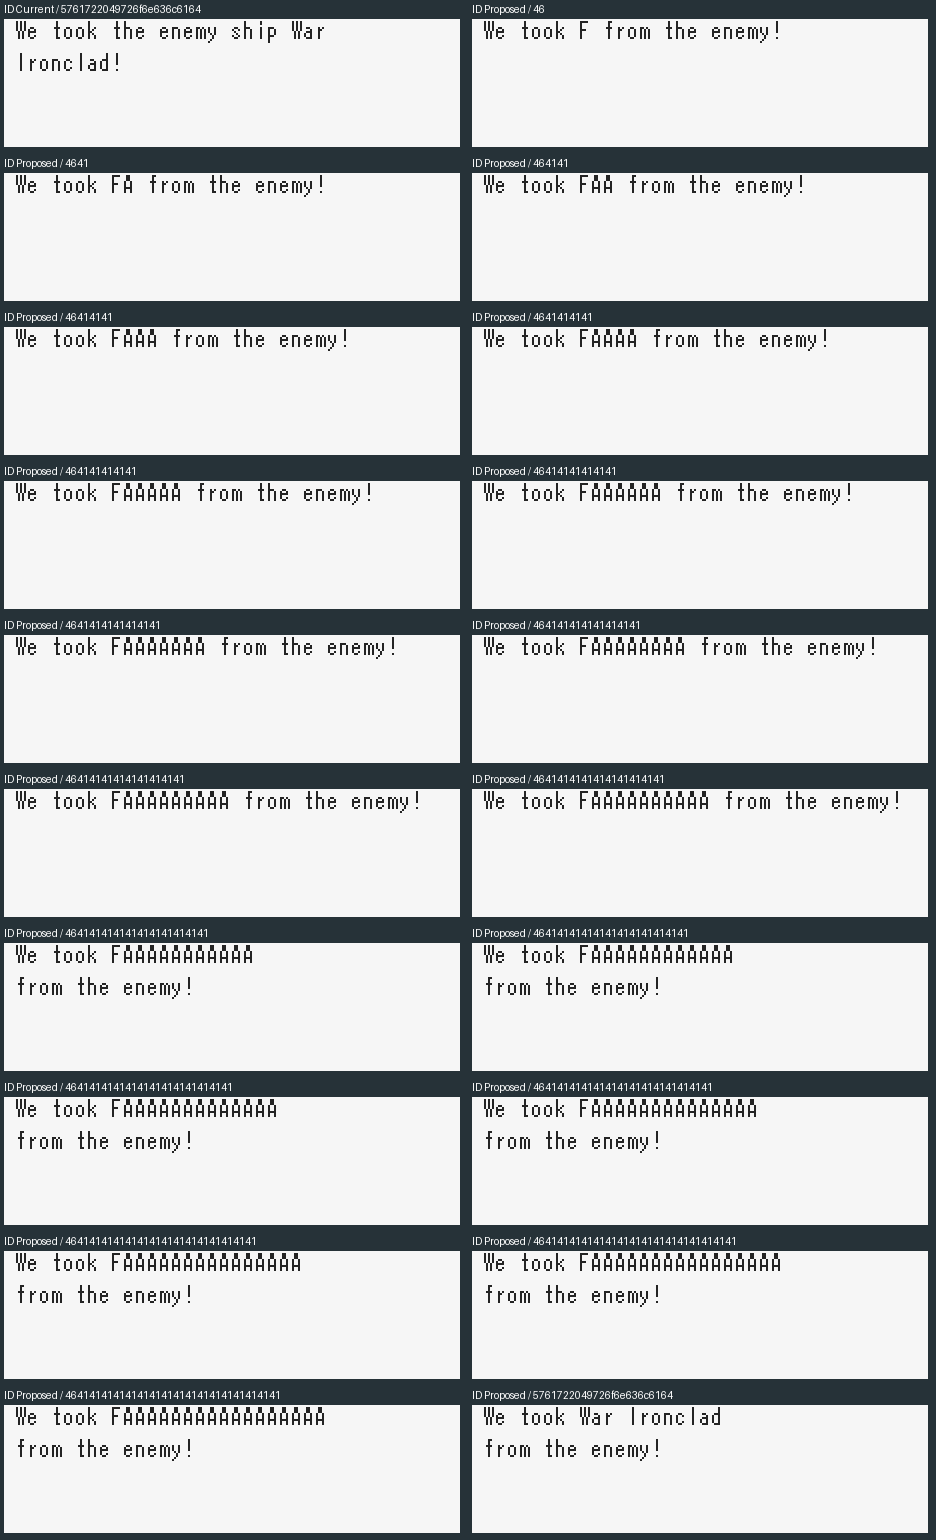 ID Current / 5761722049726f6e636c6164
We took the enemy ship War
Ironclad!
ID Proposed / 46
We took F from the enemy!
ID Proposed / 4641
We took FA from the enemy!
ID Proposed / 464141
We took FAA from the enemy!
ID Proposed / 46414141
We took FAAA from the enemy!
ID Proposed / 4641414141
We took FAAAA from the enemy!
ID Proposed / 464141414141
We took FAAAAA from the enemy!
ID Proposed / 46414141414141
We took FAAAAAA from the enemy!
ID Proposed / 4641414141414141
We took FAAAAAAA from the enemy!
ID Proposed / 464141414141414141
We took FAAAAAAAA from the enemy!
ID Proposed / 46414141414141414141
We took FAAAAAAAAA from the enemy!
ID Proposed / 4641414141414141414141
We took FAAAAAAAAAA from the enemy!
ID Proposed / 464141414141414141414141
We took FAAAAAAAAAAA
from the enemy!
ID Proposed / 46414141414141414141414141
We took FAAAAAAAAAAAA
from the enemy!
ID Proposed / 4641414141414141414141414141
We took FAAAAAAAAAAAAA
from the enemy!
ID Proposed / 464141414141414141414141414141
We took FAAAAAAAAAAAAAA
from the enemy!
ID Proposed / 46414141414141414141414141414141
We took FAAAAAAAAAAAAAAA
from the enemy!
ID Proposed / 4641414141414141414141414141414141
We took FAAAAAAAAAAAAAAAA
from the enemy!
ID Proposed / 464141414141414141414141414141414141
We took FAAAAAAAAAAAAAAAAA
from the enemy!
ID Proposed / 5761722049726f6e636c6164
We took War Ironclad
from the enemy!